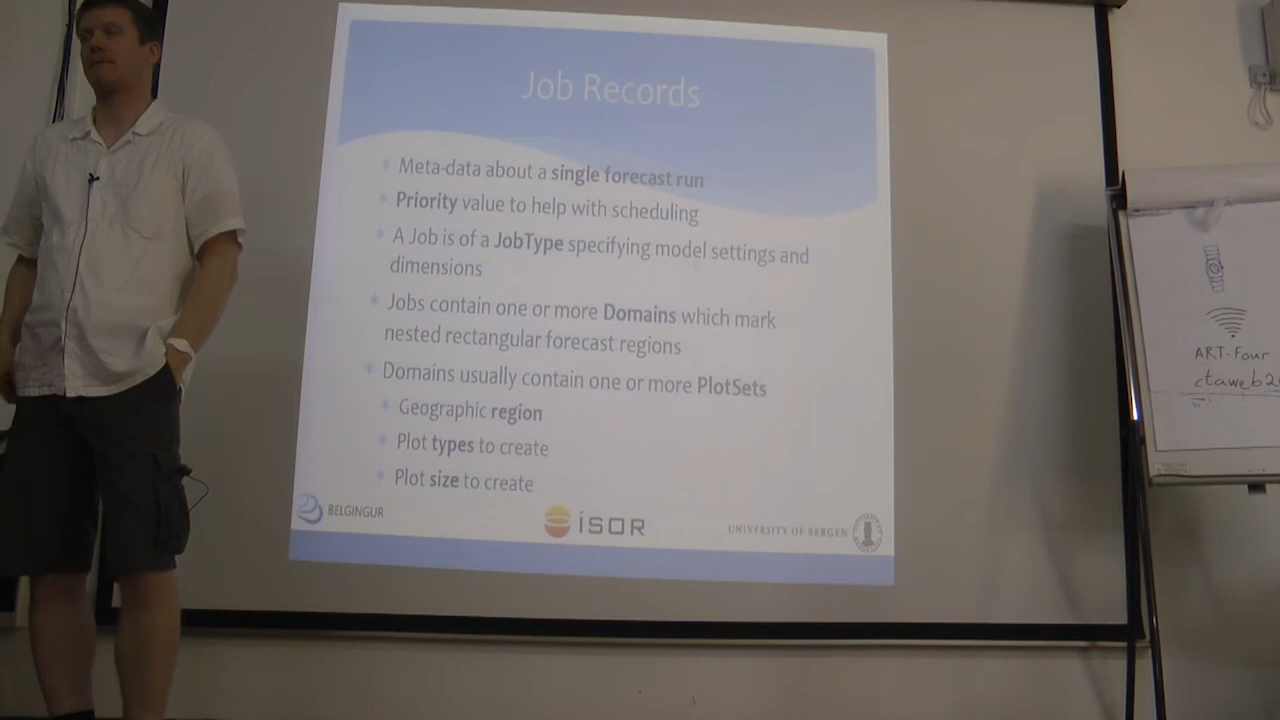 Job Records
* Meta-data about a single forecast run
* Priority value to help with scheduling
* A Job is of a JobType specifying model settings and
dimensions
* Jobs contain one or more Domains which mark
nested rectangular forecast regions
* Domains usually contain one or more PlotSets
* Geographic region
* Plot types to create
* Plot size to create
BELGINGUR
ÍSOR
UNIVERSITY OF BERGEN
ART-Four